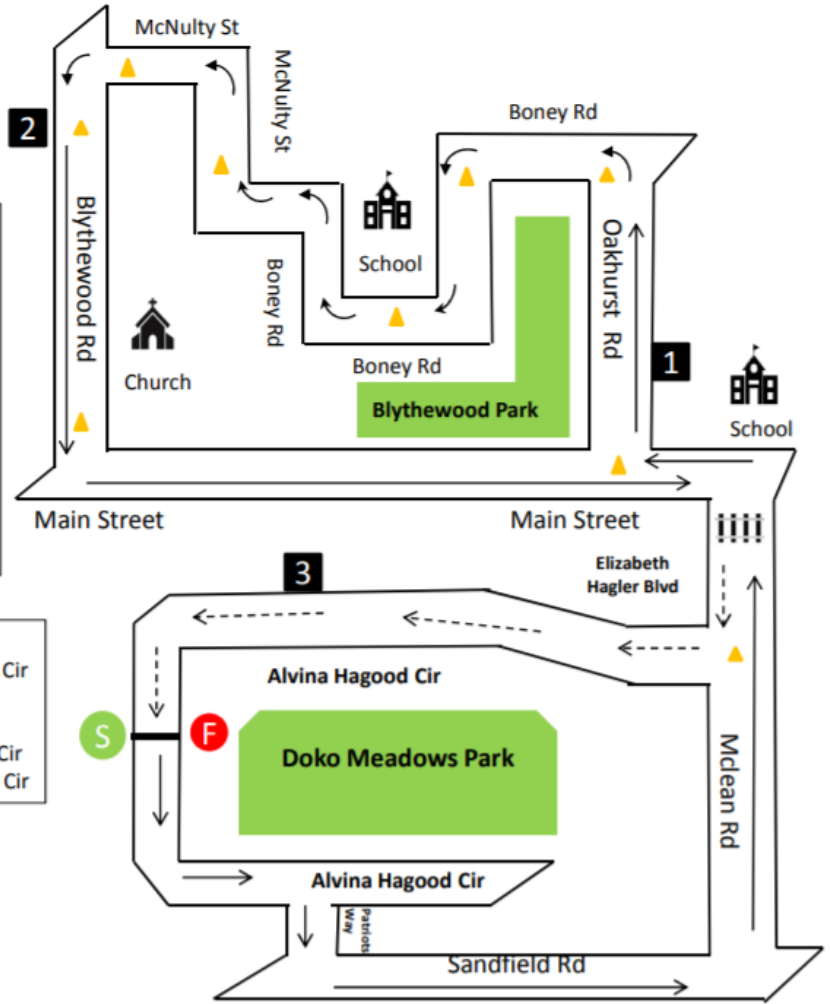 McNulty St
McNulty St
Boney Rd
2
School
Blythewood Rd
Boney Rd
Oakhurst Rd
Church
Boney Rd
1
Blythewood Park
School
Main Street
Main Street
3
Elizabeth
Hagler Blvd
Cir
Alvina Hagood Cir
S
F
Doko Meadows Park
Cir
Cir
Mclean Rd
Alvina Hagood Cir
Patriots
Way
Sandfield Rd